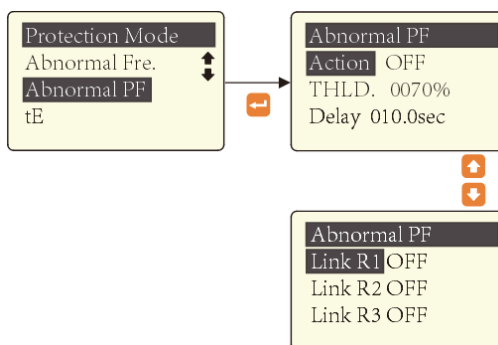 Protection Mode
Abnormal Fre.
Abnormal PF
tE
Abnormal PF
Action OFF
THLD. 0070%
Delay 010.0sec
Abnormal PF
Link R1 OFF
Link R2 OFF
Link R3 OFF